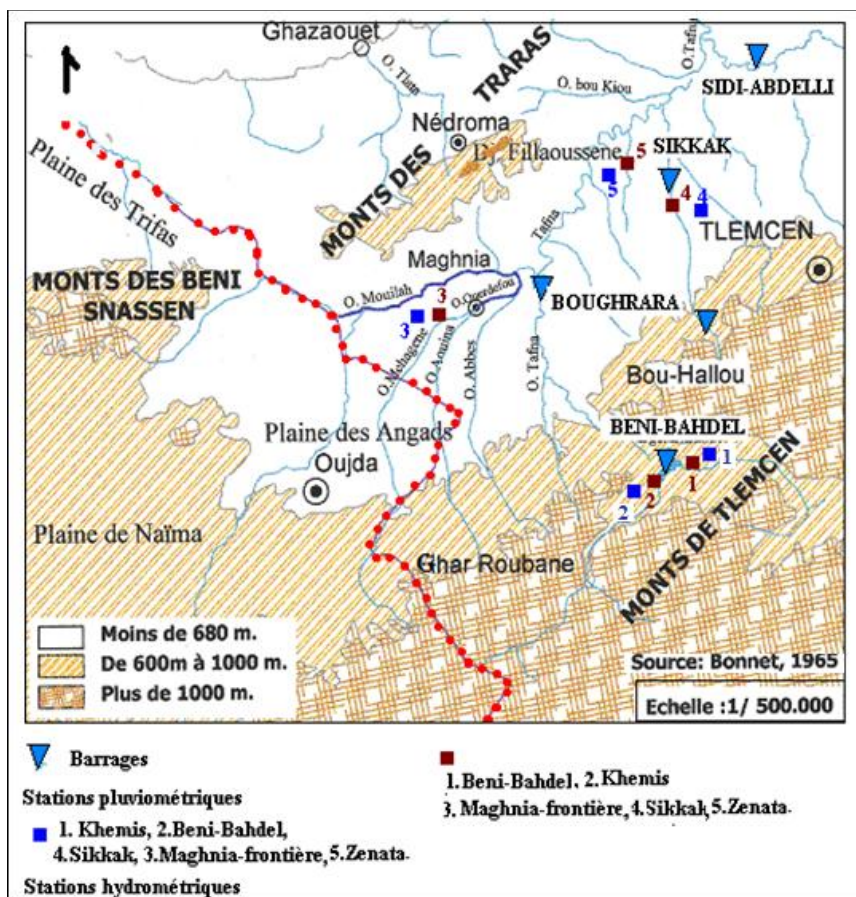 Ghazaouet
O. Tlata
TRARAS
O. Tafna
O. bou Kiou
SIDI-ABDELLI
Nédroma
MONTS DES
Dj. Fillaoussene
5
SIKKAK
5
4
4
Plaine des Trifas
Tafna
TLEMCEN
Maghnia
MONTS DES BENI
SNASSEN
O. Mouilah
3
O. Ouerdefou
BOUGHRARA
3
O. Mehagene
O. Aouina
O. Abbes
O. Tafna
Bou-Hallou
Plaine des Angads
BENI-BAHDEL
Oujda
1
2
1
2
Plaine de Naïma
Ghar Roubane
MONTS DE TLEMCEN
Moins de 680 m.
De 600m à 1000 m.
Plus de 1000 m.
Source: Bonnet, 1965
Echelle :1/ 500.000
Barrages
1.Beni-Bahdel, 2.Khemis
3. Maghnia-frontière, 4.Sikkak, 5.Zenata
Stations pluviométriques
1. Khemis, 2.Beni-Bahdel,
4.Sikkak, 3.Maghnia-frontière, 5.Zenata
Stations hydrométriques